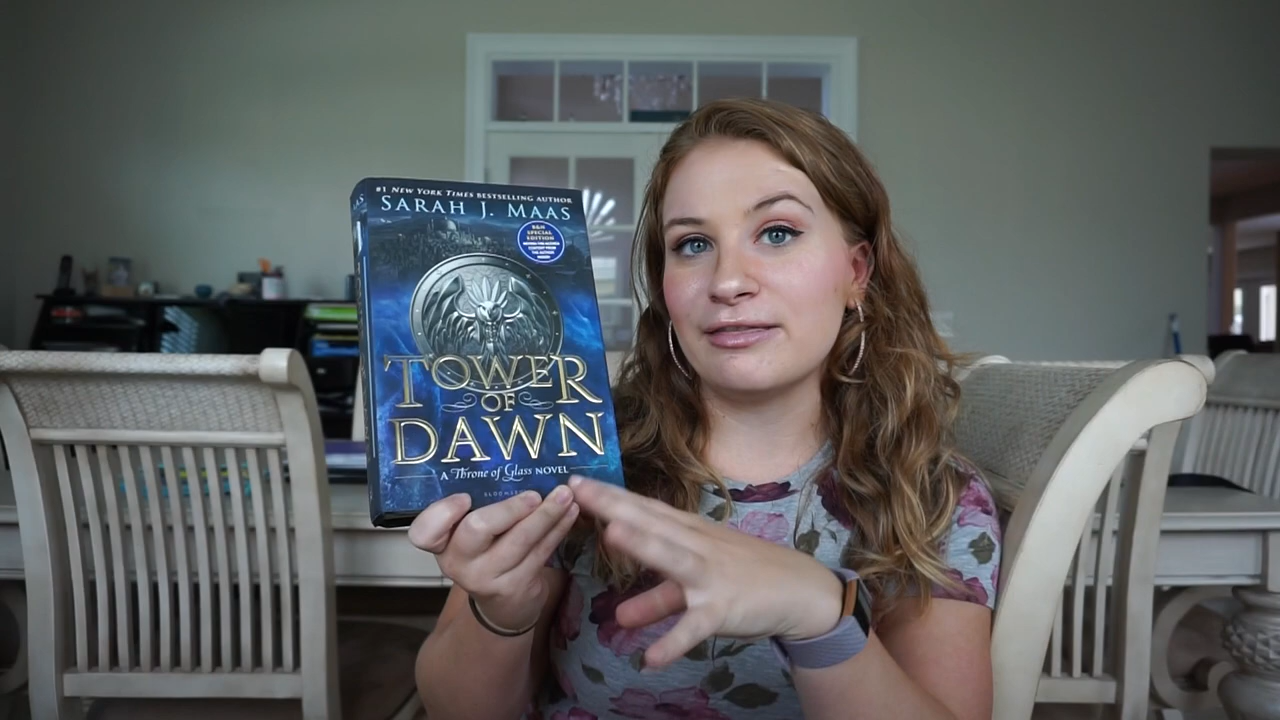 #1 NEW YORK TIMES BESTSELLING AUTHOR
SARAH J. MAAS
B&N
SPECIAL
EDITION
TOWER
OF
DAWN
A Throne of Glass NOVEL